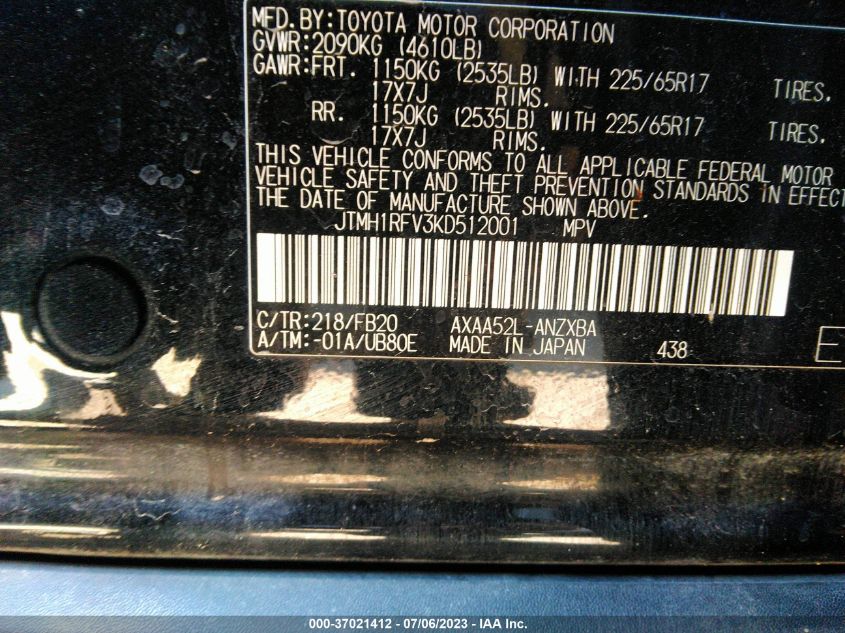 MFD.BY:TOYOTA MOTOR CORPORATION
GVWR:2090KG (4610LB)
GAWR:FRT. 1150KG (2535LB) WITH 225/65R17 TIRES.
17X7J RIMS.
RR. 1150KG (2535LB) WITH 225/65R17 TIRES.
17X7J RIMS.
THIS VEHICLE CONFORMS TO ALL APPLICABLE FEDERAL MOTOR
VEHICLE SAFETY AND THEFT PREVENTION STANDARDS IN EFFECT
THE DATE OF MANUFACTURE SHOWN ABOVE.
JTMH1RFV3KD512001 MPV
C/TR:218/FB20 AXAA52L-ANZXBA
A/TM:-01A/UB80E MADE IN JAPAN 438 E
000-37021412 - 07/06/2023 - IAA Inc.